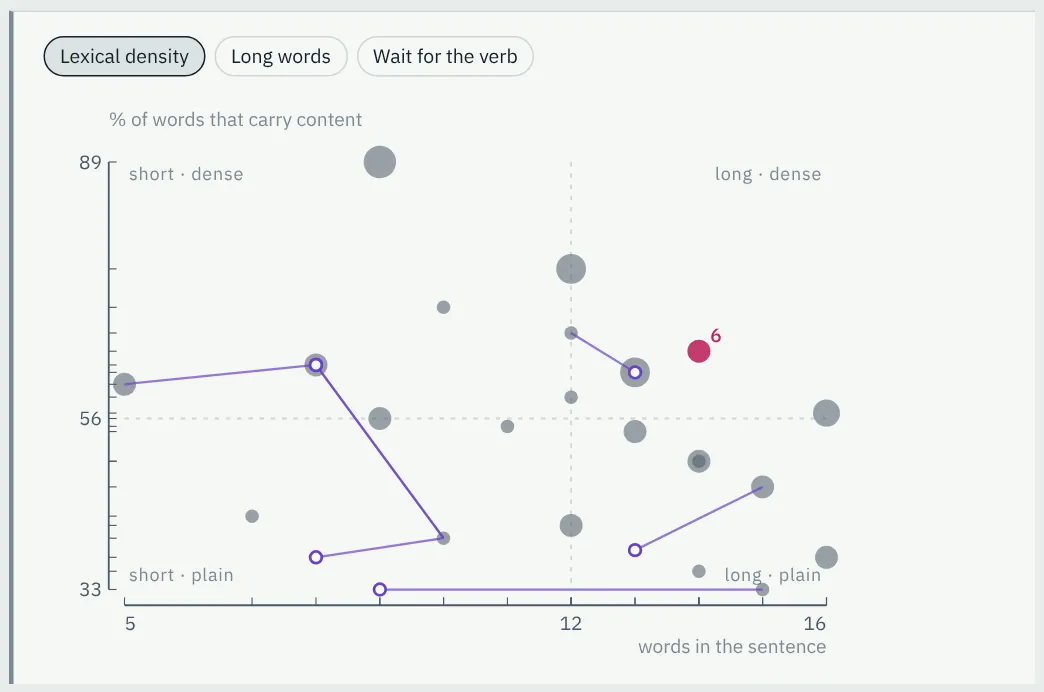 Lexical density
Long words
Wait for the verb
% of words that carry content
89
short · dense
long · dense
6
56
short · plain
long · plain
33
5
12
16
words in the sentence